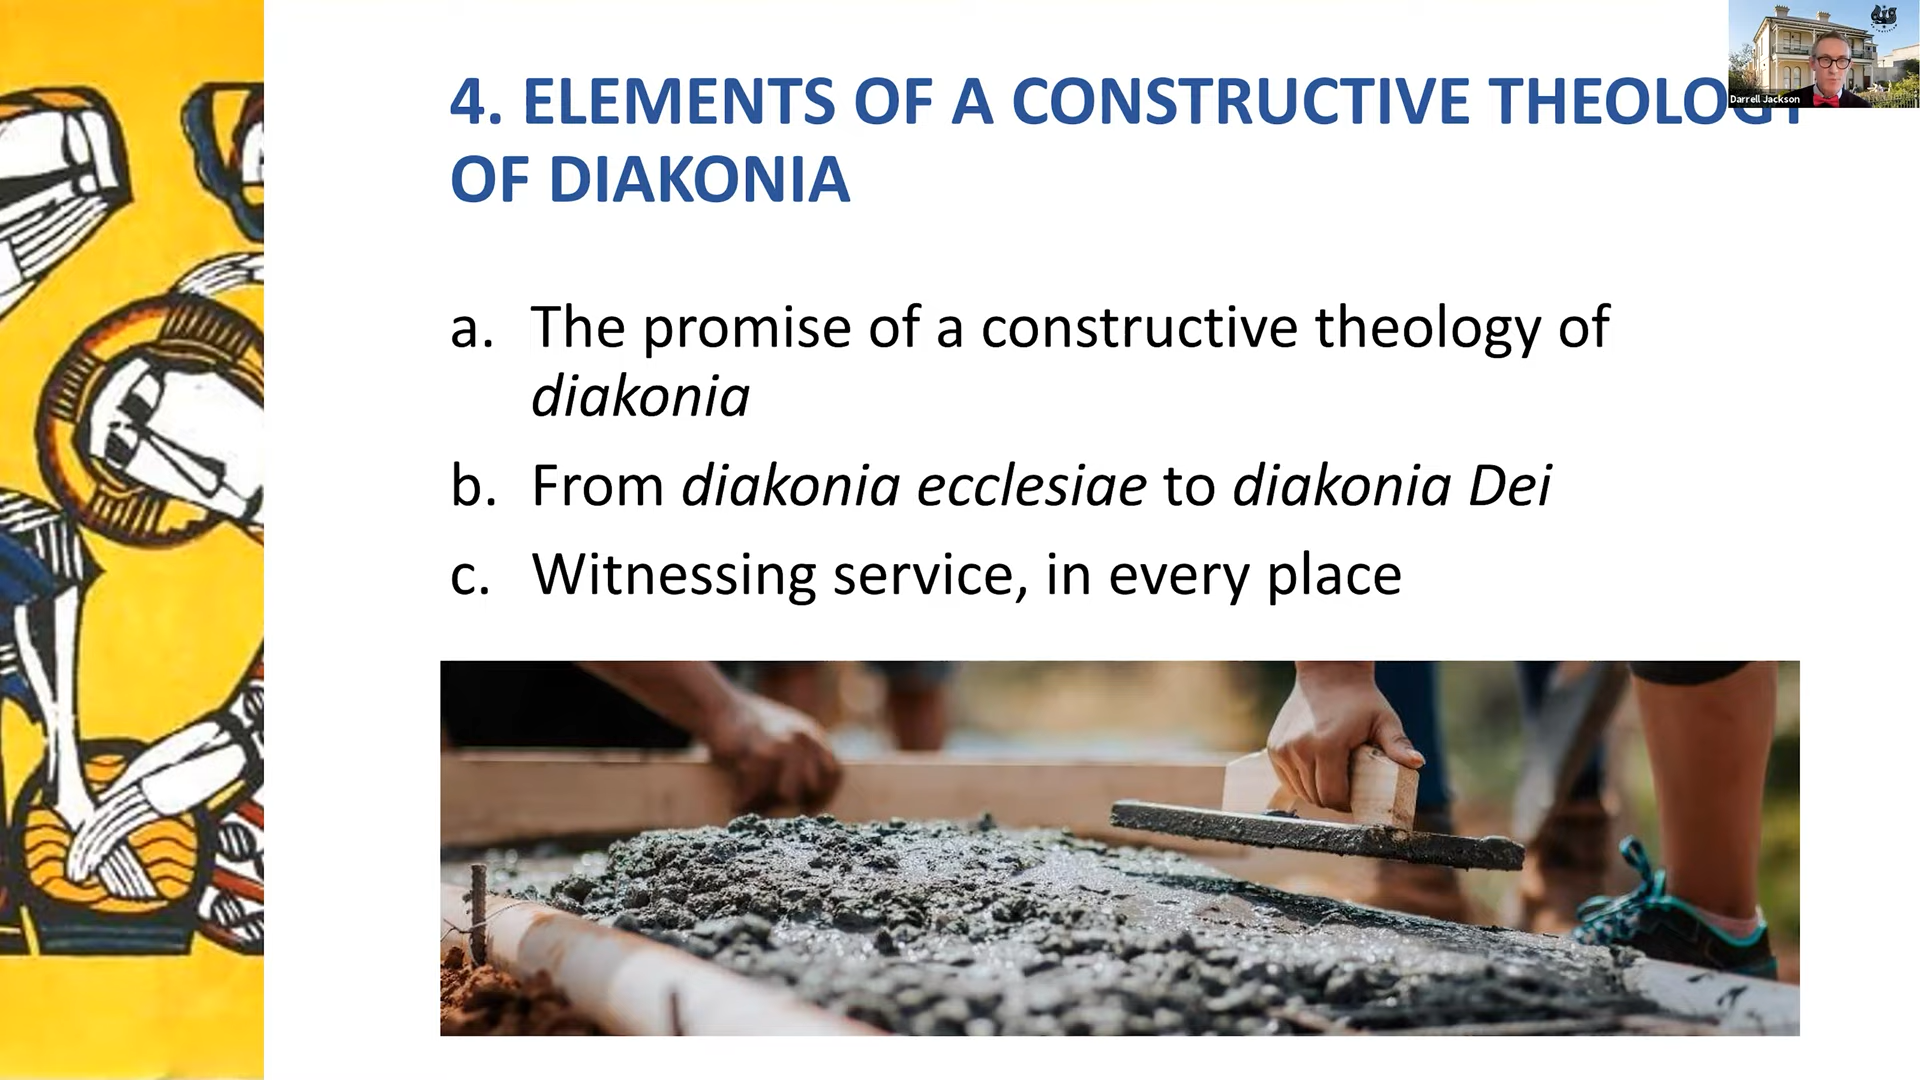 4. ELEMENTS OF A CONSTRUCTIVE THEOLOGY
OF DIAKONIA
Darrell Jackson
a. The promise of a constructive theology of
diakonia
b. From diakonia ecclesiae to diakonia Dei
c. Witnessing service, in every place